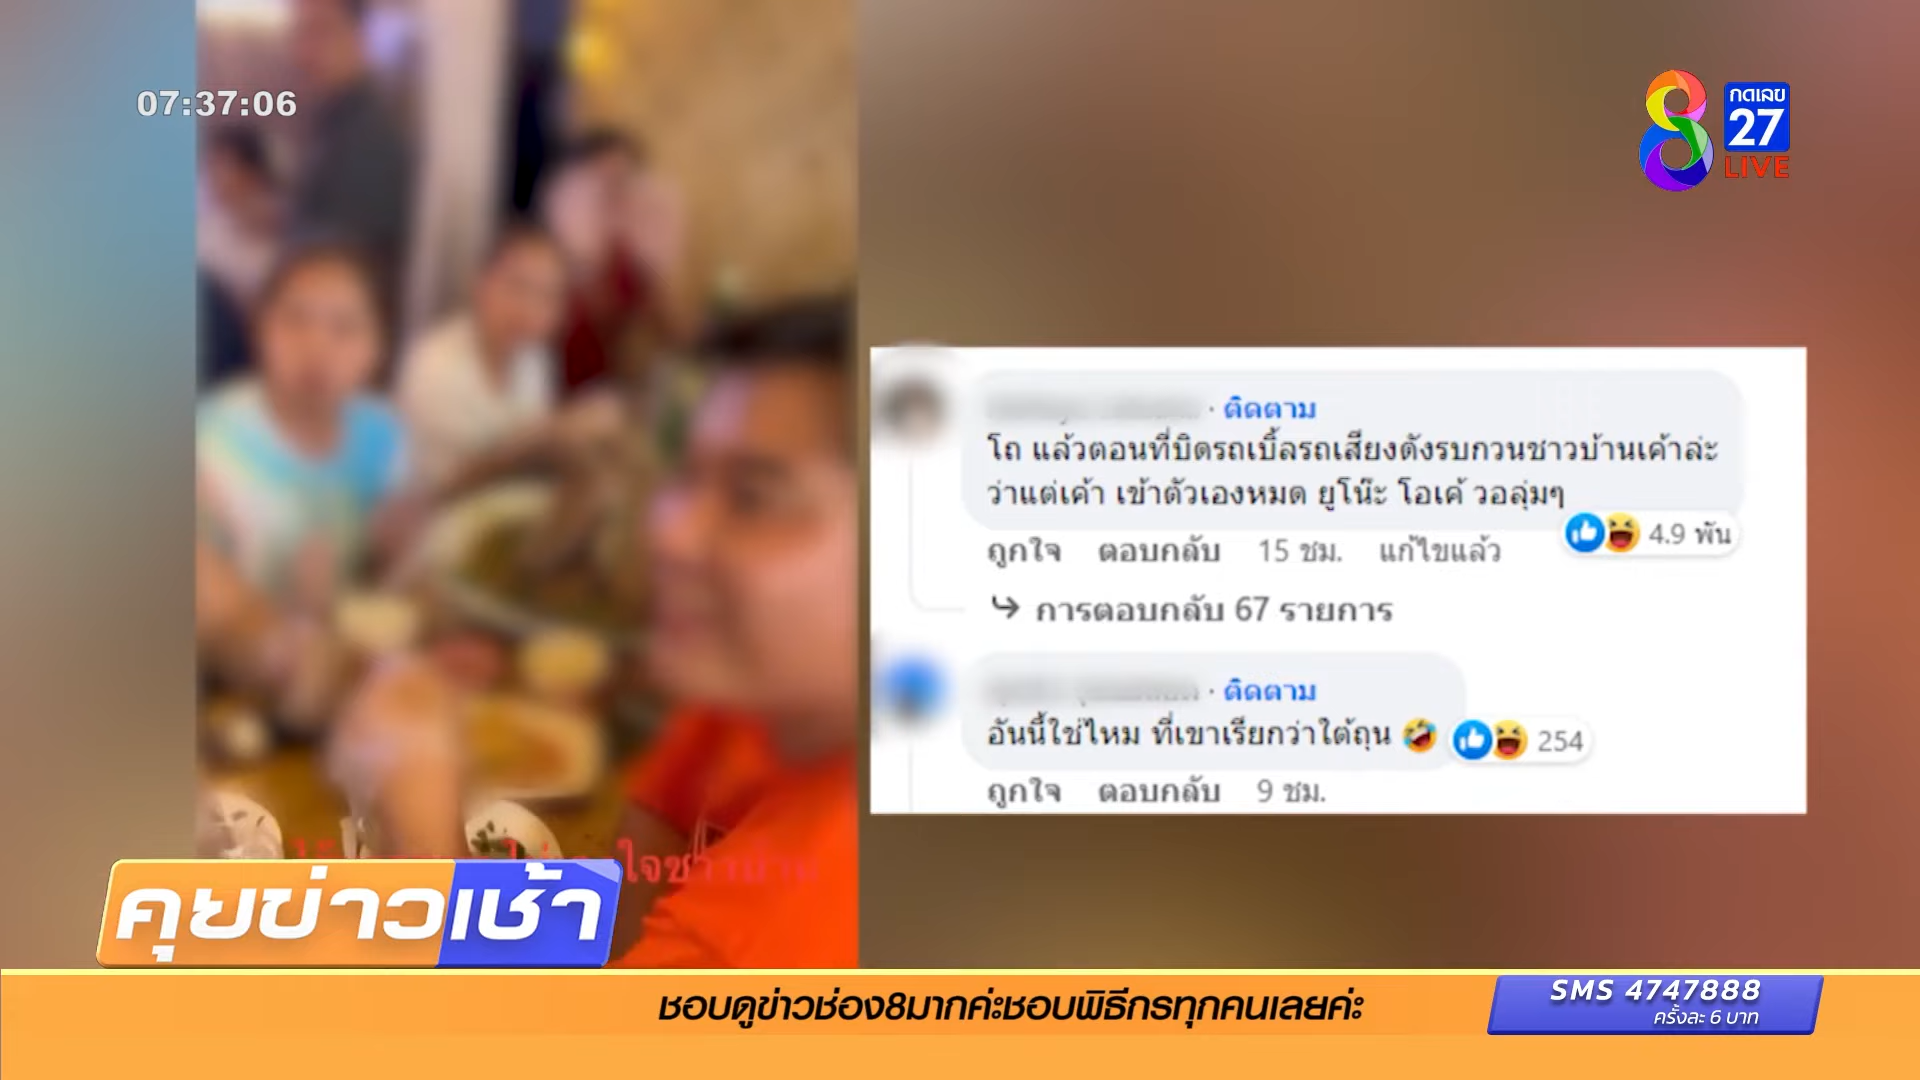 07:37:06
กดเลข
27
LIVE
ติดตาม
โถ แล้วตอนที่บิดรถเบิ้ลรถเสียงดังรบกวนชาวบ้านเค้าล่ะ
ว่าแต่เค้า เข้าตัวเองหมด ยูโน๊ะ โอเค้ วอลุ่มๆ
4.9 พัน
ถูกใจ ตอบกลับ 15 ชม. แก้ไขแล้ว
การตอบกลับ 67 รายการ
ติดตาม
อันนี้ใช่ไหม ที่เขาเรียกว่าใต้ถุน 🤣
254
ถูกใจ ตอบกลับ 9 ชม.
คุยข่าวเช้า
ชอบดูข่าวช่อง8มากค่ะชอบพิธีกรทุกคนเลยค่ะ
SMS 4747888
ครั้งละ 6 บาท